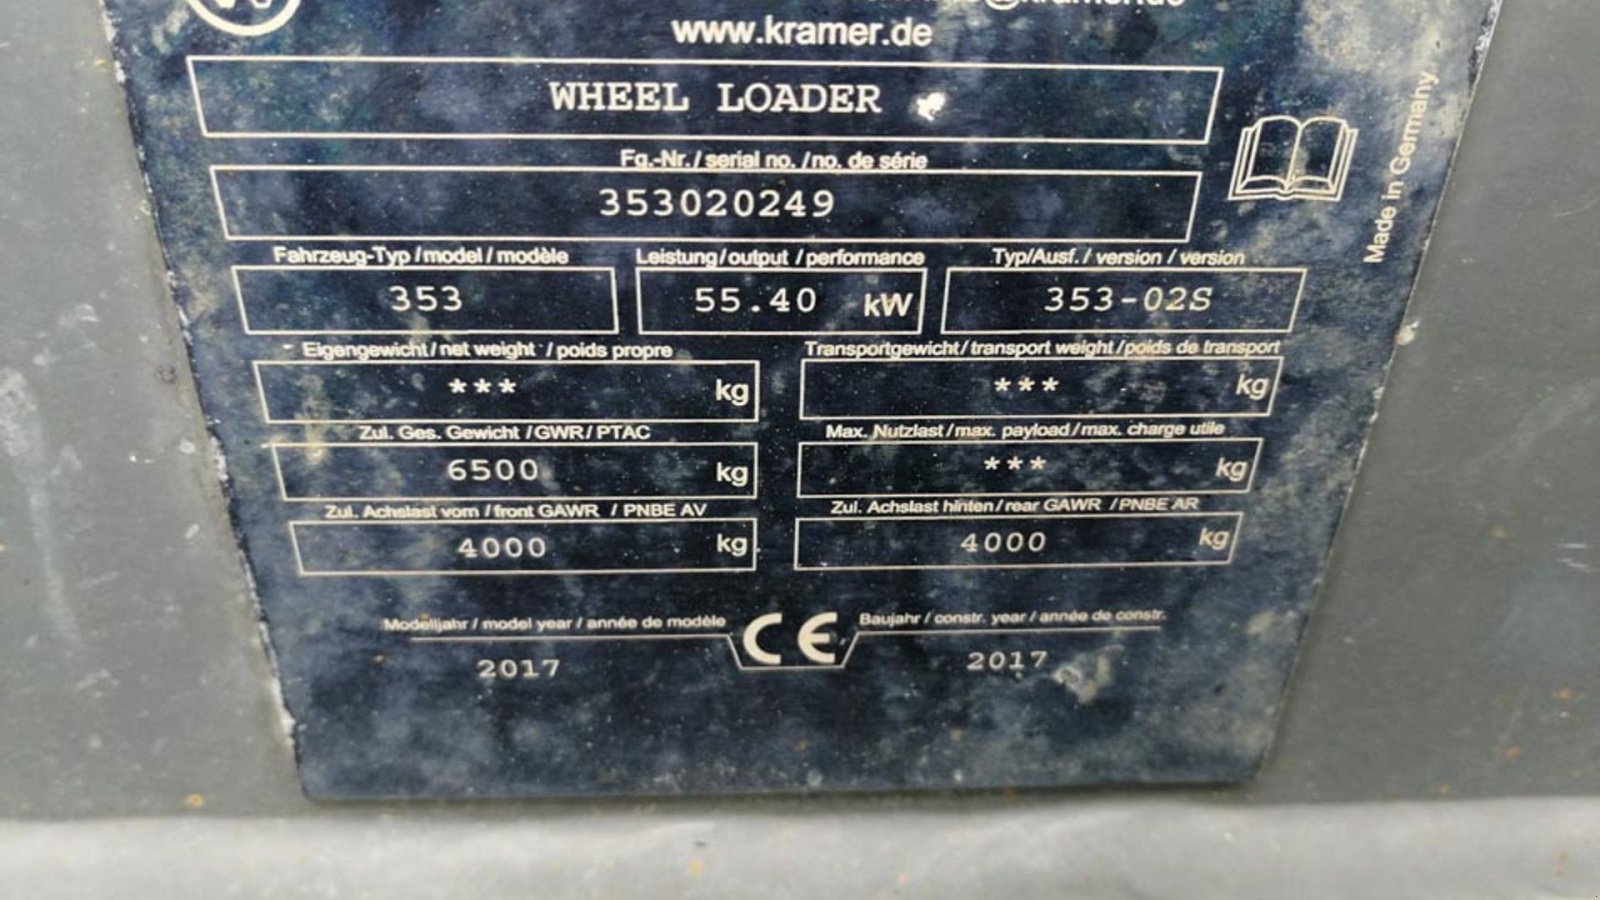 www.kramer.de
WHEEL LOADER
Fg.-Nr. / serial no. / no. de série
353020249
Fahrzeug-Typ / model / modèle Leistung / output / performance Typ/Ausf. / version / version
353 55.40 kW 353-02S
Eigengewicht / net weight / poids propre Transportgewicht / transport weight / poids de transport
*** kg *** kg
Zul. Ges. Gewicht / GWR / PTAC Max. Nutzlast / max. payload / max. charge utile
6500 kg *** kg
Zul. Achslast vorn / front GAWR / PNBE AV Zul. Achslast hinten / rear GAWR / PNBE AR
4000 kg 4000 kg
Modelljahr / model year / année de modèle CE Baujahr / constr. year / année de constr.
2017 2017
Made in Germany